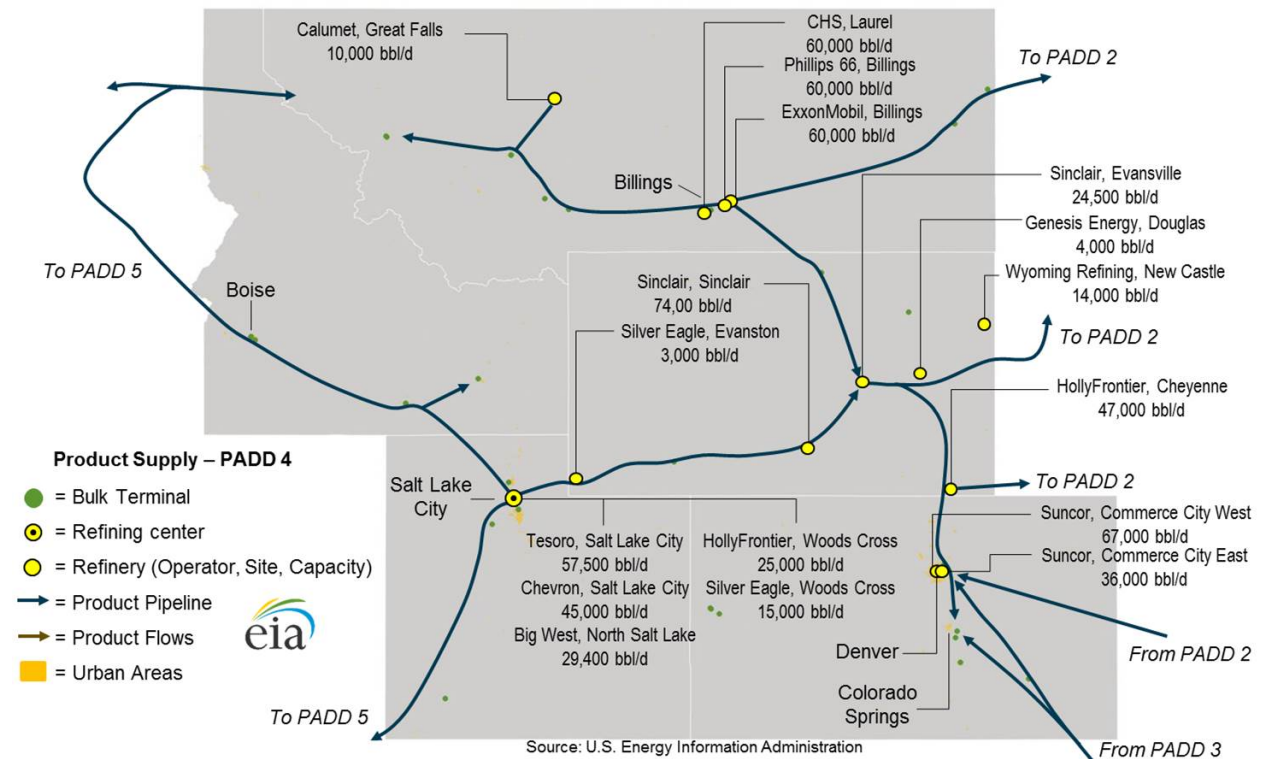 Calumet, Great Falls
10,000 bbl/d
CHS, Laurel
60,000 bbl/d
Phillips 66, Billings
60,000 bbl/d
ExxonMobil, Billings
60,000 bbl/d
To PADD 2
Billings
Sinclair, Evansville
24,500 bbl/d
Genesis Energy, Douglas
4,000 bbl/d
Wyoming Refining, New Castle
14,000 bbl/d
To PADD 2
To PADD 5
Boise
Sinclair, Sinclair
74,00 bbl/d
Silver Eagle, Evanston
3,000 bbl/d
HollyFrontier, Cheyenne
47,000 bbl/d
To PADD 2
Product Supply – PADD 4
= Bulk Terminal
= Refining center
= Refinery (Operator, Site, Capacity)
= Product Pipeline
= Product Flows
= Urban Areas
eia
Salt Lake
City
Tesoro, Salt Lake City
57,500 bbl/d
Chevron, Salt Lake City
45,000 bbl/d
Big West, North Salt Lake
29,400 bbl/d
HollyFrontier, Woods Cross
25,000 bbl/d
Silver Eagle, Woods Cross
15,000 bbl/d
Suncor, Commerce City West
67,000 bbl/d
Suncor, Commerce City East
36,000 bbl/d
Denver
Colorado
Springs
From PADD 2
To PADD 5
From PADD 3
Source: U.S. Energy Information Administration